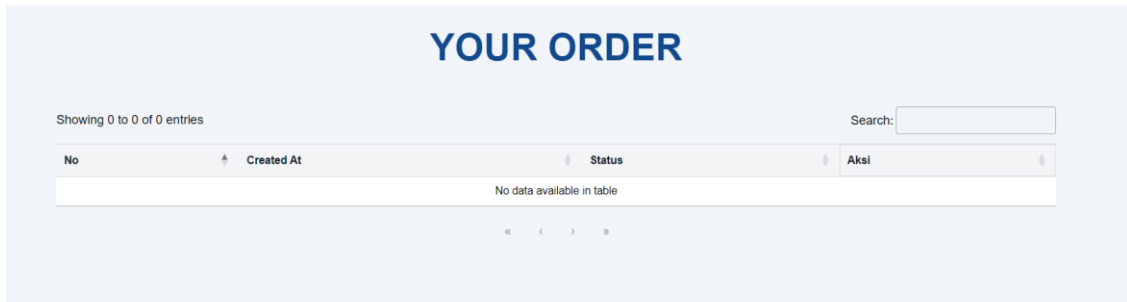 YOUR ORDER
Showing 0 to 0 of 0 entries Search:
No Created At Status Aksi
No data available in table
« ‹ › »